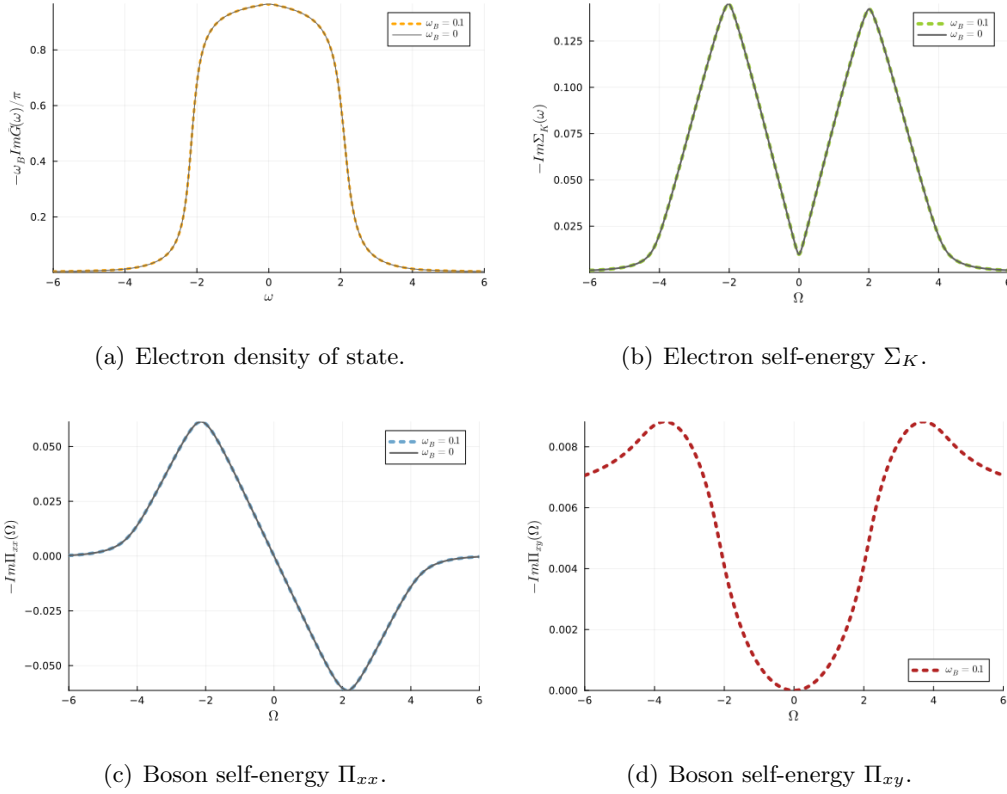 0.8
0.6
0.4
0.2
−6
−4
−2
0
2
4
6
ω
−ω_B ImḠ(ω)/π
ω_B = 0.1
ω_B = 0
0.125
0.100
0.075
0.050
0.025
−6
−4
−2
0
2
4
6
Ω
−ImΣ_K(ω)
ω_B = 0.1
ω_B = 0
(a) Electron density of state.
(b) Electron self-energy Σ_K.
0.050
0.025
0.000
−0.025
−0.050
−6
−4
−2
0
2
4
6
Ω
−ImΠ_xx(Ω)
ω_B = 0.1
ω_B = 0
0.008
0.006
0.004
0.002
0.000
−6
−4
−2
0
2
4
6
Ω
−ImΠ_xy(Ω)
ω_B = 0.1
(c) Boson self-energy Π_xx.
(d) Boson self-energy Π_xy.